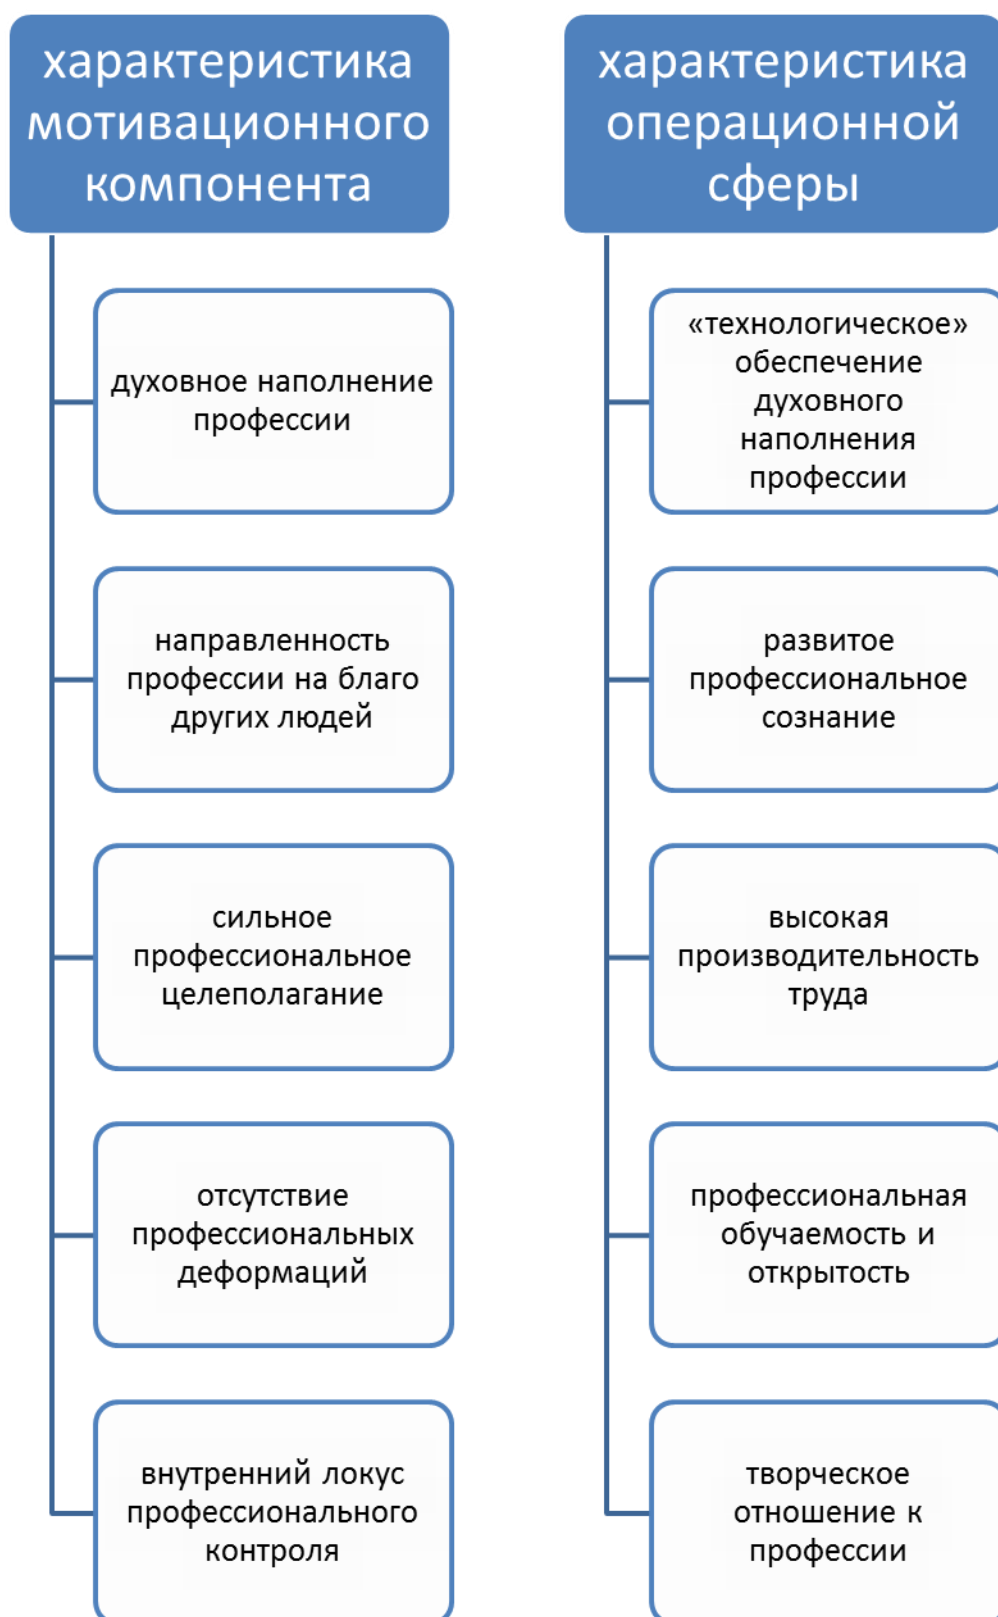 характеристика
мотивационного
компонента
духовное наполнение
профессии
направленность
профессии на благо
других людей
сильное
профессиональное
целеполагание
отсутствие
профессиональных
деформаций
внутренний локус
профессионального
контроля
характеристика
операционной
сферы
«технологическое»
обеспечение
духовного
наполнения
профессии
развитое
профессиональное
сознание
высокая
производительность
труда
профессиональная
обучаемость и
открытость
творческое
отношение к
профессии